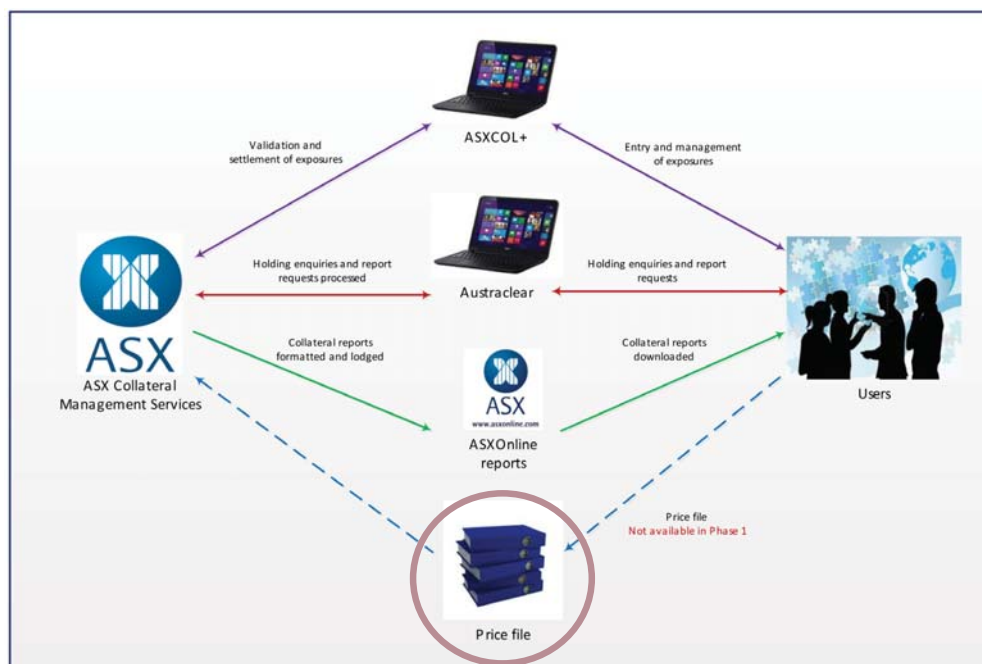 ASXCOL+
Validation and
settlement of exposures
Entry and management
of exposures
Holding enquiries and report
requests processed
Austraclear
Holding enquiries and report
requests
ASX
ASX Collateral
Management Services
Collateral reports
formatted and lodged
Collateral reports
downloaded
ASX
www.asxonline.com
ASXOnline
reports
Users
Price file
Not available in Phase 1
Price file